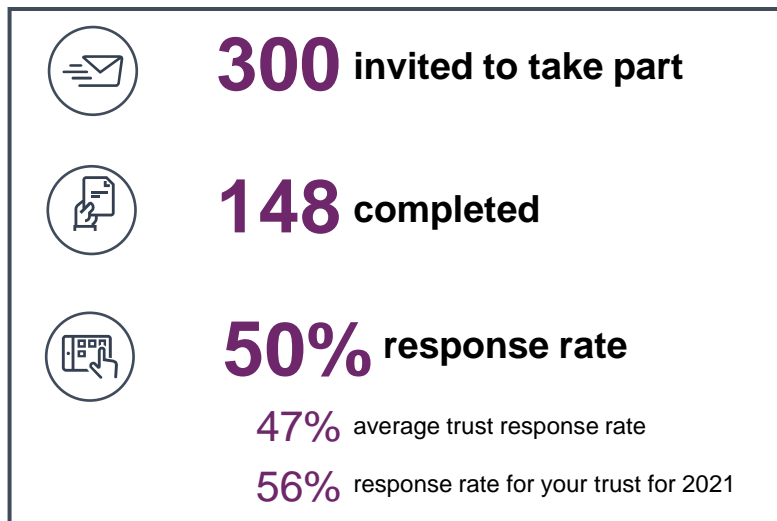 300 invited to take part
148 completed
50% response rate
47% average trust response rate
56% response rate for your trust for 2021